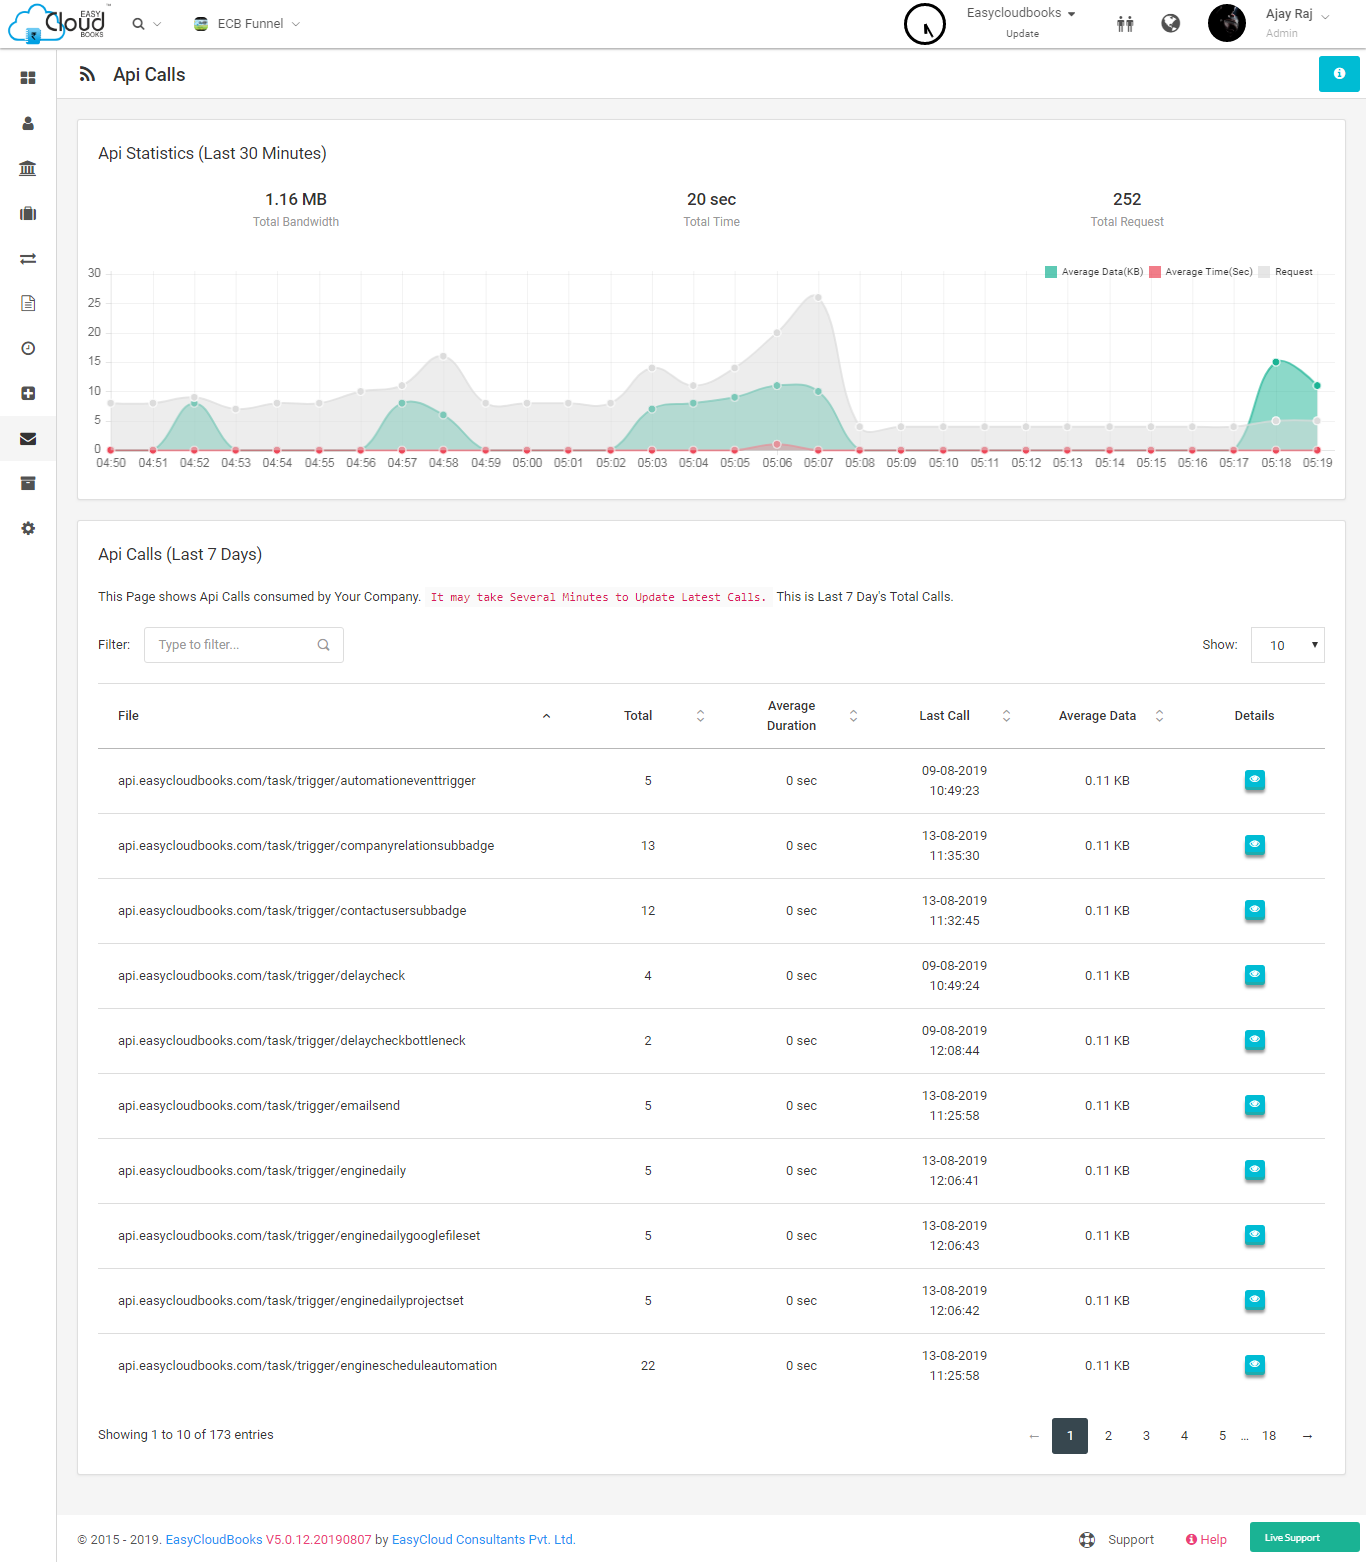 EASY
Cloud
BOOKS
ECB Funnel
Easycloudbooks
Update
Ajay Raj
Admin
Api Calls
Api Statistics (Last 30 Minutes)
1.16 MB
Total Bandwidth
20 sec
Total Time
252
Total Request
Average Data(KB) Average Time(Sec) Request
30
25
20
15
10
5
0
04:50 04:51 04:52 04:53 04:54 04:55 04:56 04:57 04:58 04:59 05:00 05:01 05:02 05:03 05:04 05:05 05:06 05:07 05:08 05:09 05:10 05:11 05:12 05:13 05:14 05:15 05:16 05:17 05:18 05:19
Api Calls (Last 7 Days)
This Page shows Api Calls consumed by Your Company. It may take Several Minutes to Update Latest Calls. This is Last 7 Day's Total Calls.
Filter: Type to filter... Show: 10
File Total Average Duration Last Call Average Data Details
api.easycloudbooks.com/task/trigger/automationeventtrigger 5 0 sec 09-08-2019 10:49:23 0.11 KB
api.easycloudbooks.com/task/trigger/companyrelationsubbadge 13 0 sec 13-08-2019 11:35:30 0.11 KB
api.easycloudbooks.com/task/trigger/contactusersubbadge 12 0 sec 13-08-2019 11:32:45 0.11 KB
api.easycloudbooks.com/task/trigger/delaycheck 4 0 sec 09-08-2019 10:49:24 0.11 KB
api.easycloudbooks.com/task/trigger/delaycheckbottleneck 2 0 sec 09-08-2019 12:08:44 0.11 KB
api.easycloudbooks.com/task/trigger/emailsend 5 0 sec 13-08-2019 11:25:58 0.11 KB
api.easycloudbooks.com/task/trigger/enginedaily 5 0 sec 13-08-2019 12:06:41 0.11 KB
api.easycloudbooks.com/task/trigger/enginedailygooglefileset 5 0 sec 13-08-2019 12:06:43 0.11 KB
api.easycloudbooks.com/task/trigger/enginedailyprojectset 5 0 sec 13-08-2019 12:06:42 0.11 KB
api.easycloudbooks.com/task/trigger/enginescheduleautomation 22 0 sec 13-08-2019 11:25:58 0.11 KB
Showing 1 to 10 of 173 entries
← 1 2 3 4 5 ... 18 →
© 2015 - 2019. EasyCloudBooks V5.0.12.20190807 by EasyCloud Consultants Pvt. Ltd.
Support Help Live Support